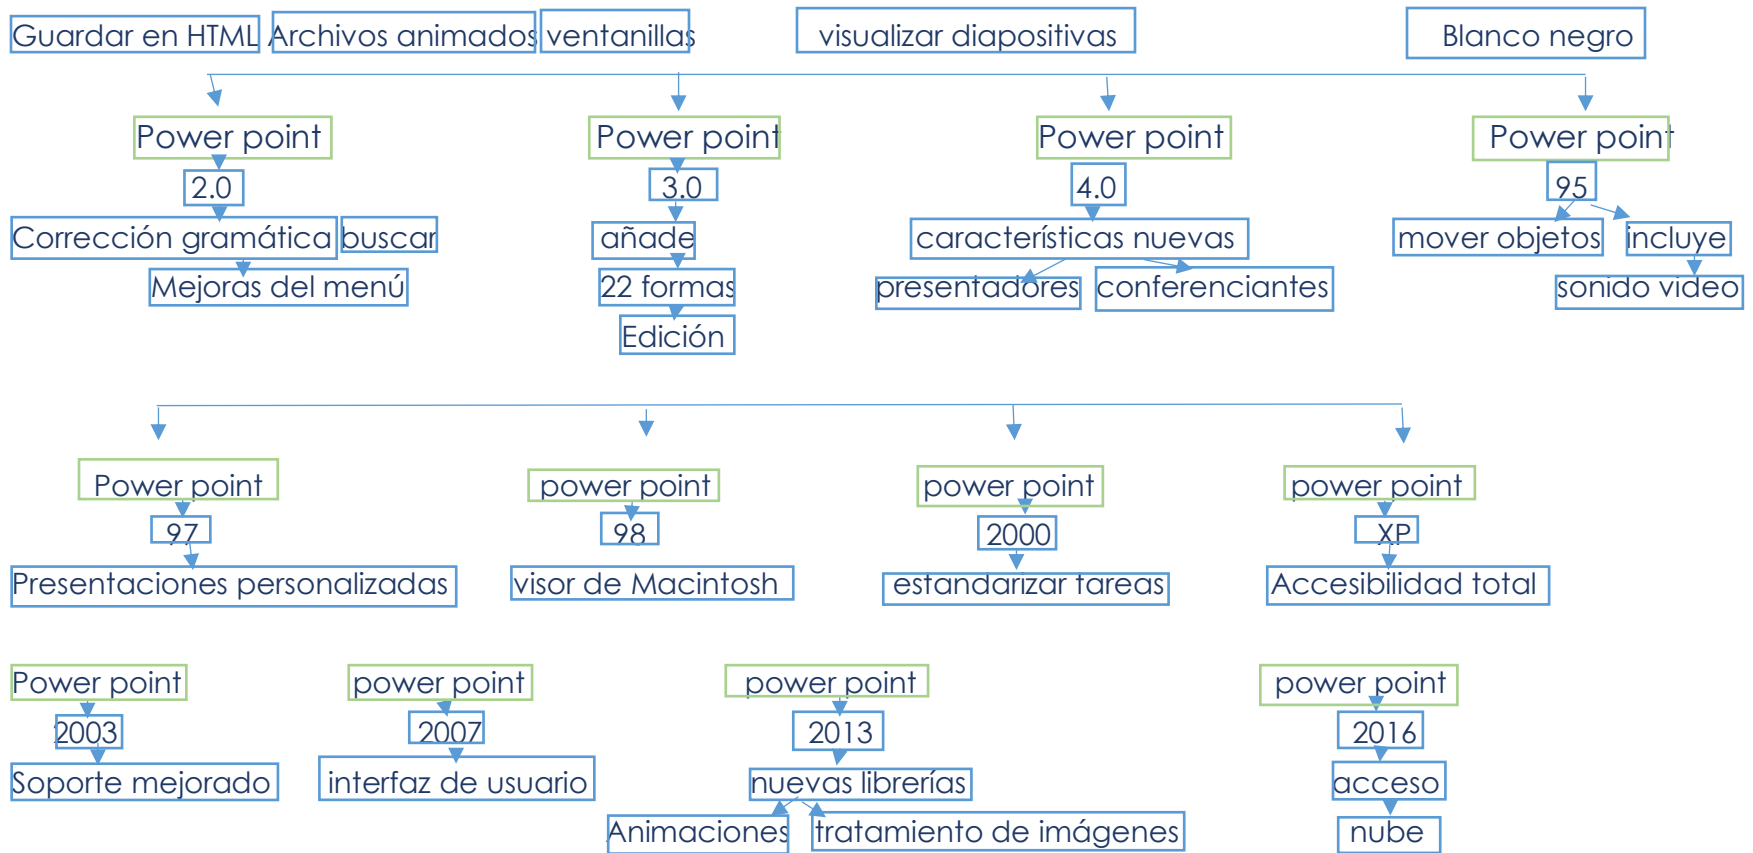 Guardar en HTML Archivos animados ventanillas visualizar diapositivas Blanco negro
Power point Power point Power point Power point
2.0 3.0 4.0 95
Corrección gramática buscar añade características nuevas mover objetos incluye
Mejoras del menú 22 formas presentadores conferenciantes sonido video
Edición
Power point power point power point power point
97 98 2000 XP
Presentaciones personalizadas visor de Macintosh estandarizar tareas Accesibilidad total
Power point power point power point power point
2003 2007 2013 2016
Soporte mejorado interfaz de usuario nuevas librerías acceso
Animaciones tratamiento de imágenes nube